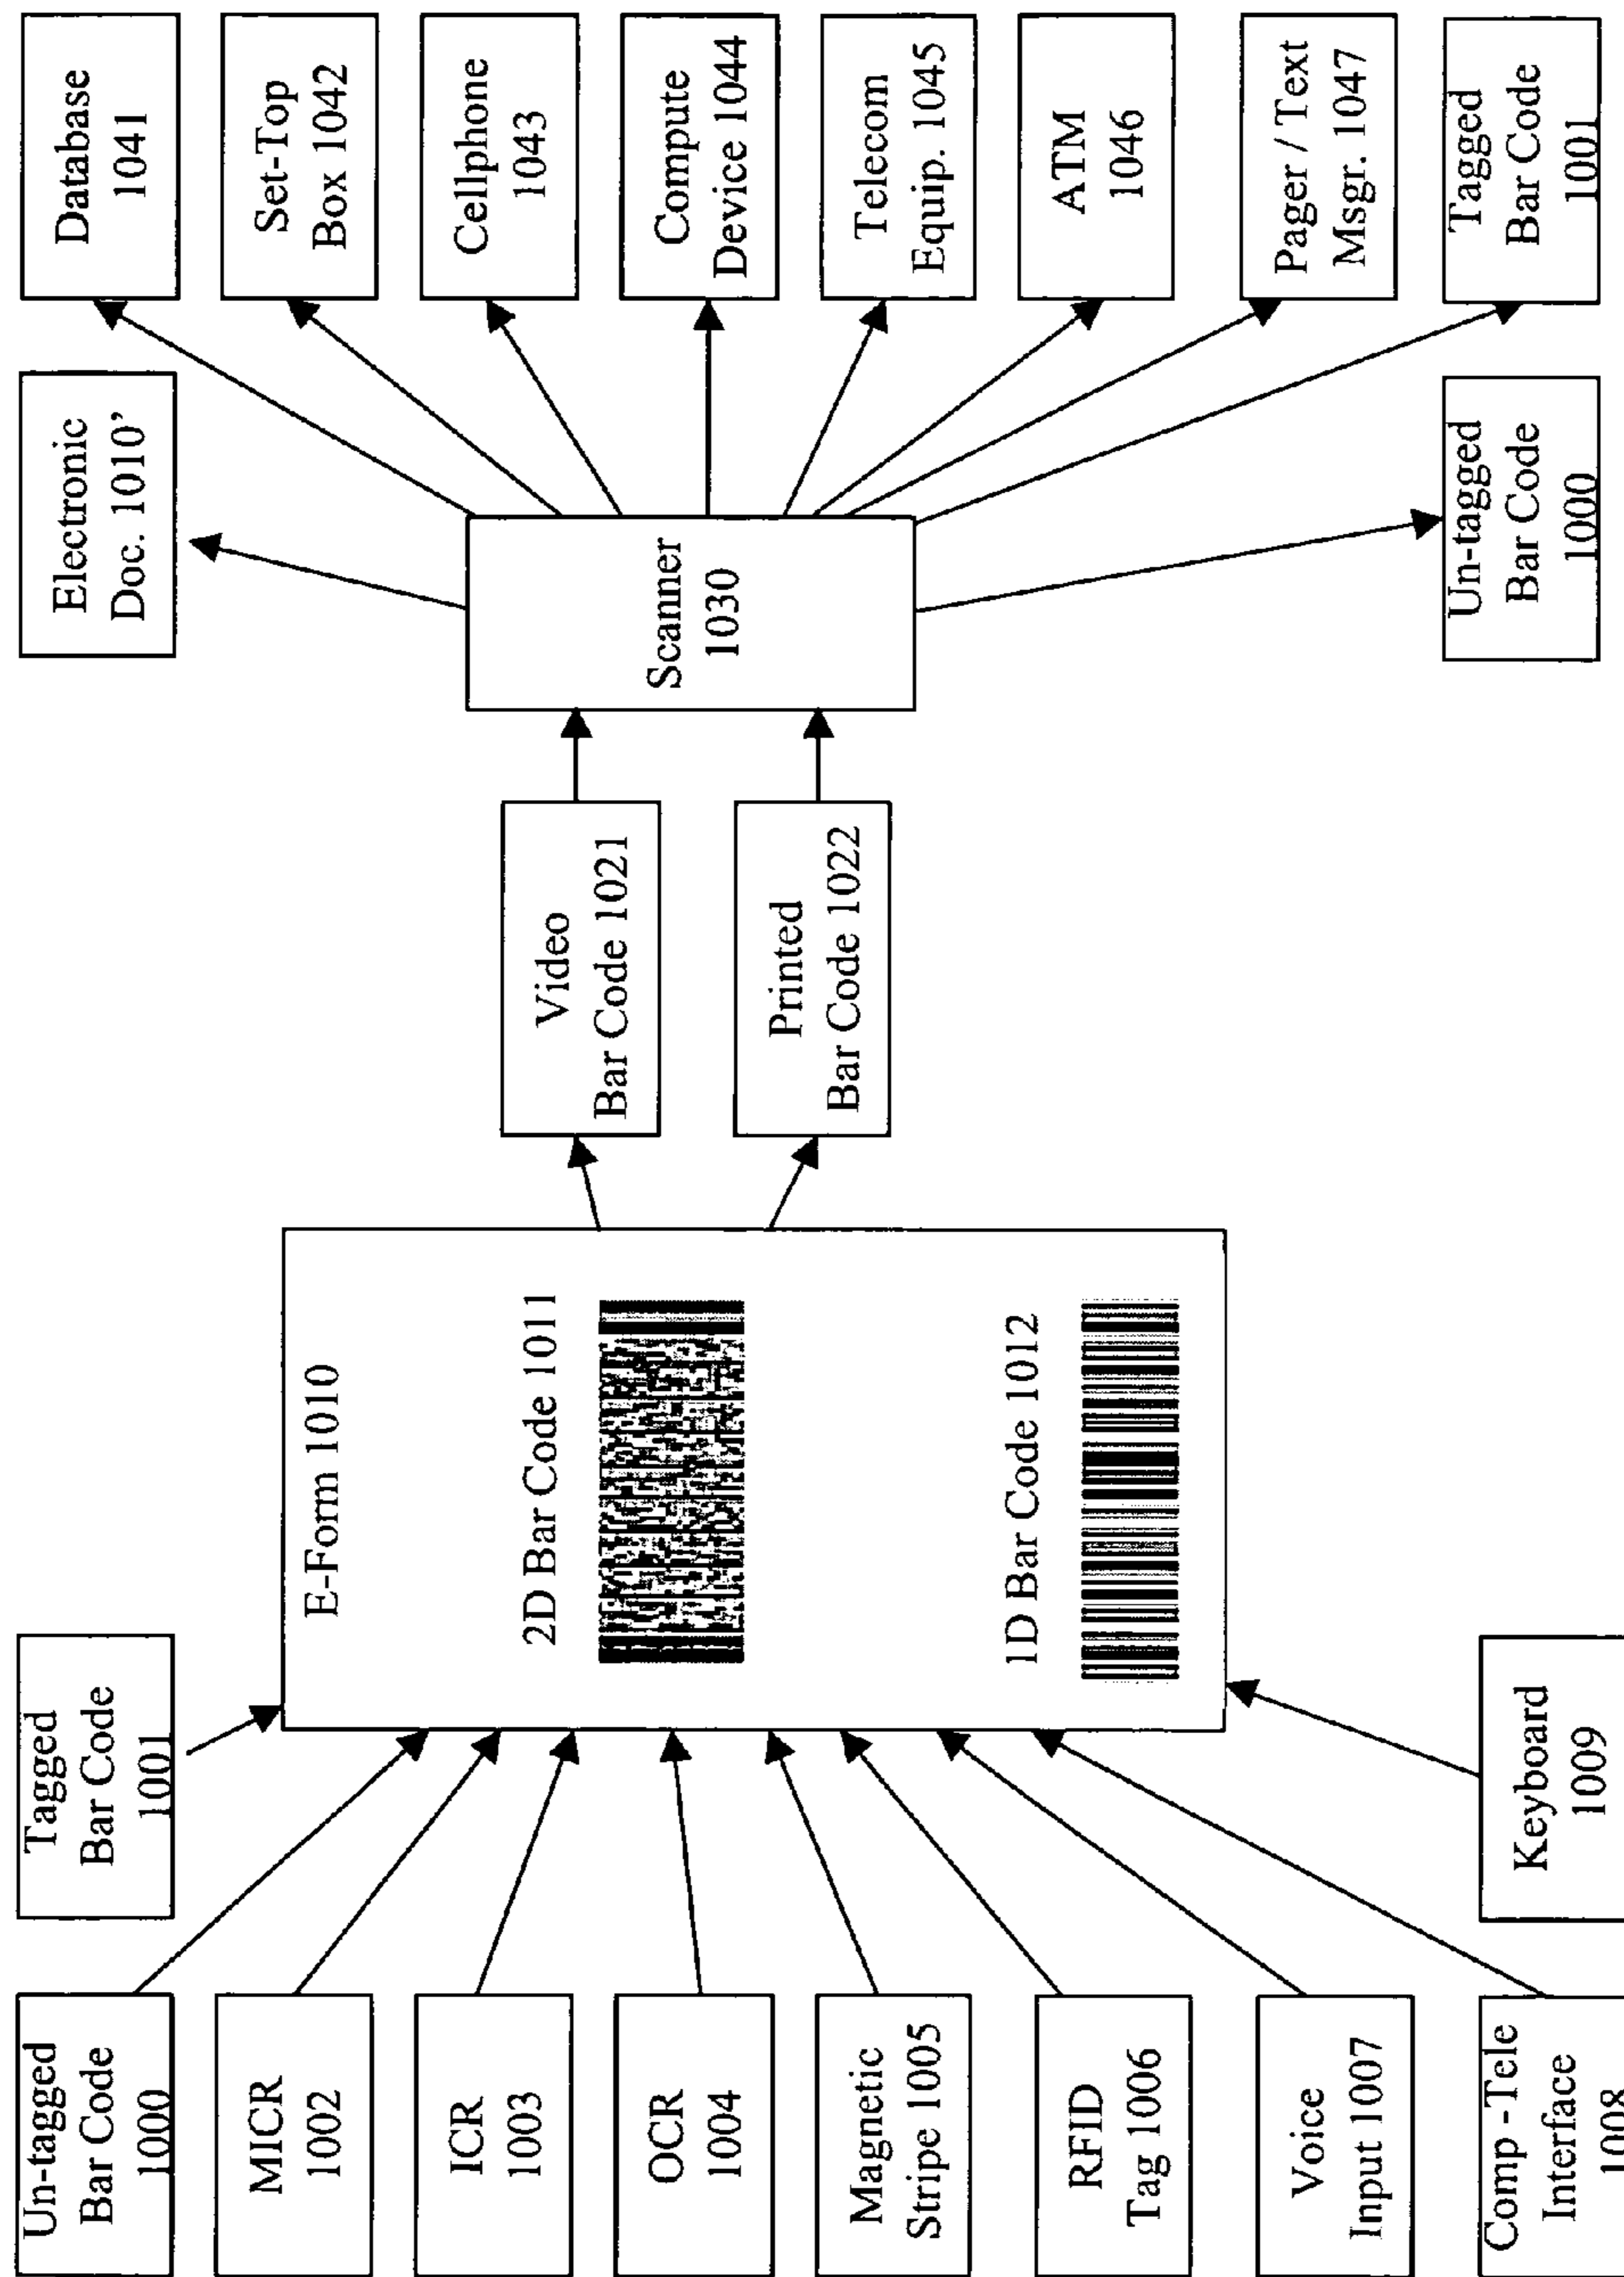 Un-tagged
Bar Code
1000
Tagged
Bar Code
1001
MICR
1002
ICR
1003
OCR
1004
Magnetic
Stripe 1005
RFID
Tag 1006
Voice
Input 1007
Comp -Tele
Interface
1008
Keyboard
1009
E-Form 1010
2D Bar Code 1011
1D Bar Code 1012
Video
Bar Code 1021
Printed
Bar Code 1022
Scanner
1030
Electronic
Doc. 1010’
Database
1041
Set-Top
Box 1042
Cellphone
1043
Compute
Device 1044
Telecom
Equip. 1045
ATM
1046
Pager / Text
Msgr. 1047
Tagged
Bar Code
1001
Un-tagged
Bar Code
1000